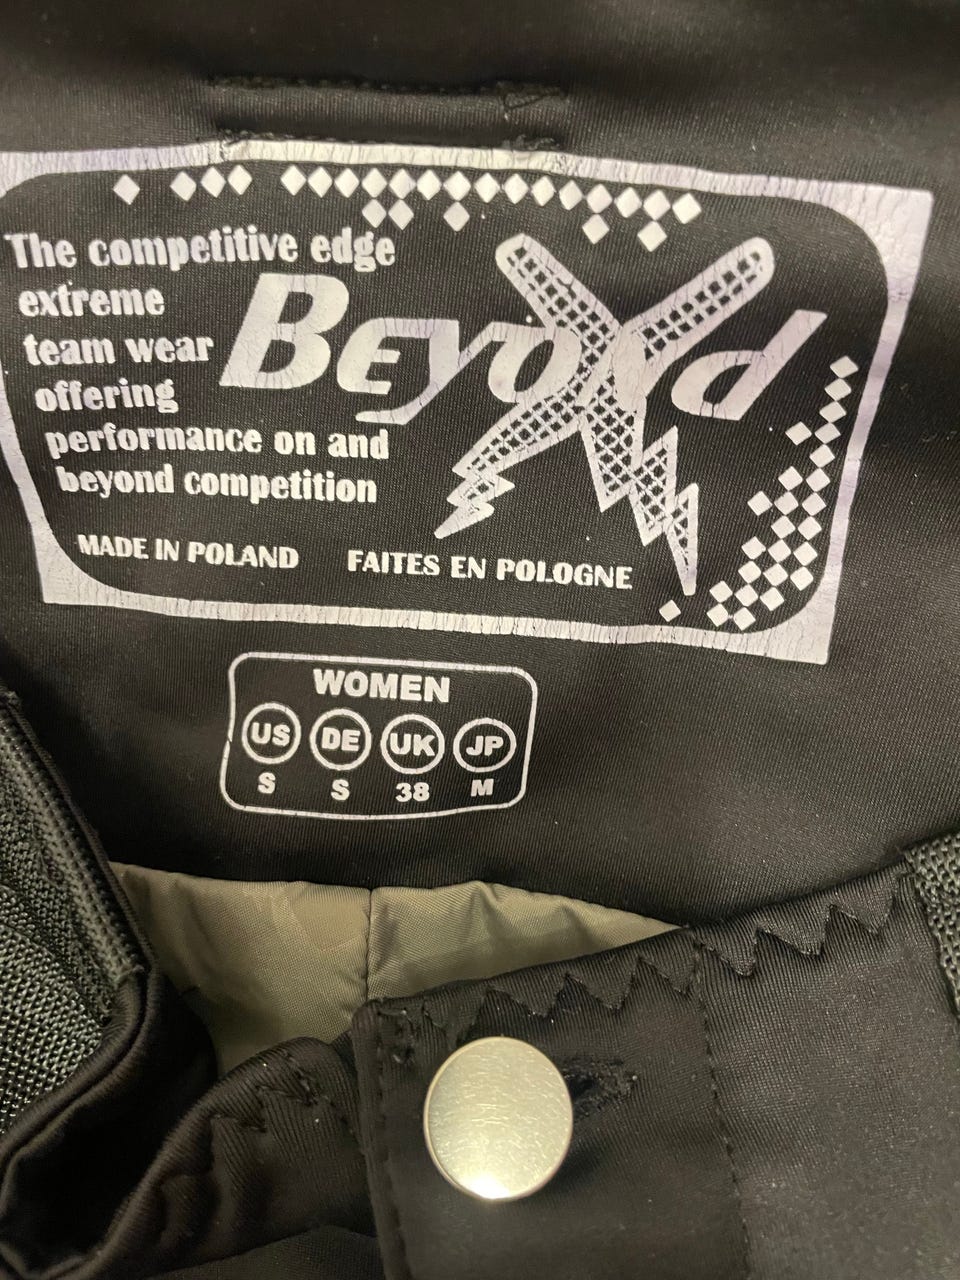 The competitive edge
extreme
team wear
offering
performance on and
beyond competition
BEyoXd
MADE IN POLAND FAITES EN POLOGNE
WOMEN
US DE UK JP
S S 38 M